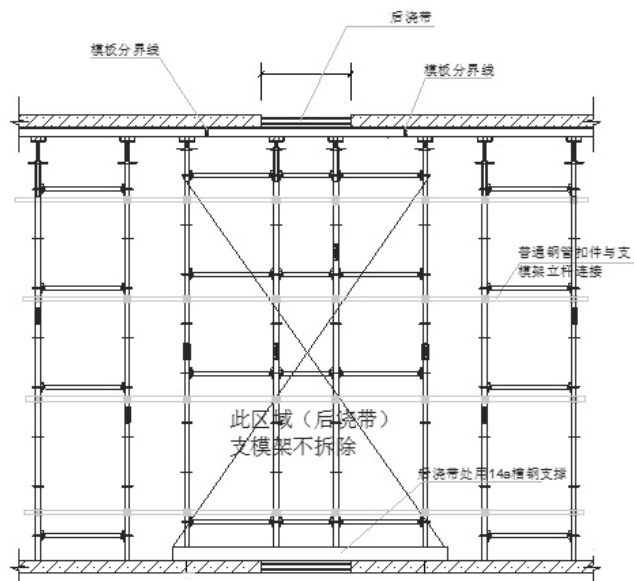 后浇带
模板分界线
模板分界线
普通钢管扣件与支
模架立杆连接
此区域（后浇带）
支模架不拆除
后浇带处用14a槽钢支撑